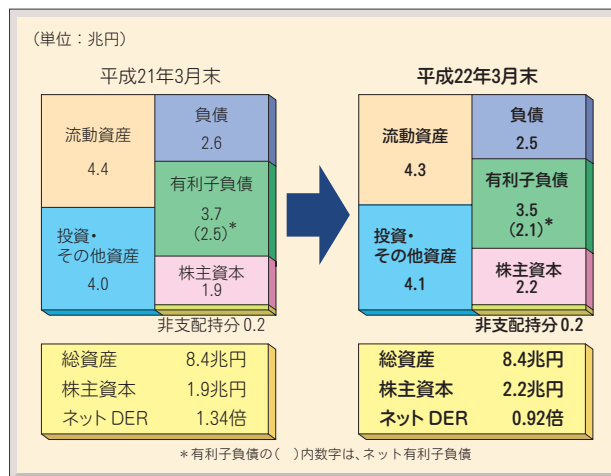 (単位：兆円)
平成21年3月末
流動資産
4.4
投資・
その他資産
4.0
負債
2.6
有利子負債
3.7
(2.5)*
株主資本
1.9
非支配持分 0.2
総資産 8.4兆円
株主資本 1.9兆円
ネット DER 1.34倍
平成22年3月末
流動資産
4.3
投資・
その他資産
4.1
負債
2.5
有利子負債
3.5
(2.1)*
株主資本
2.2
非支配持分 0.2
総資産 8.4兆円
株主資本 2.2兆円
ネット DER 0.92倍
*有利子負債の( )内数字は、ネット有利子負債